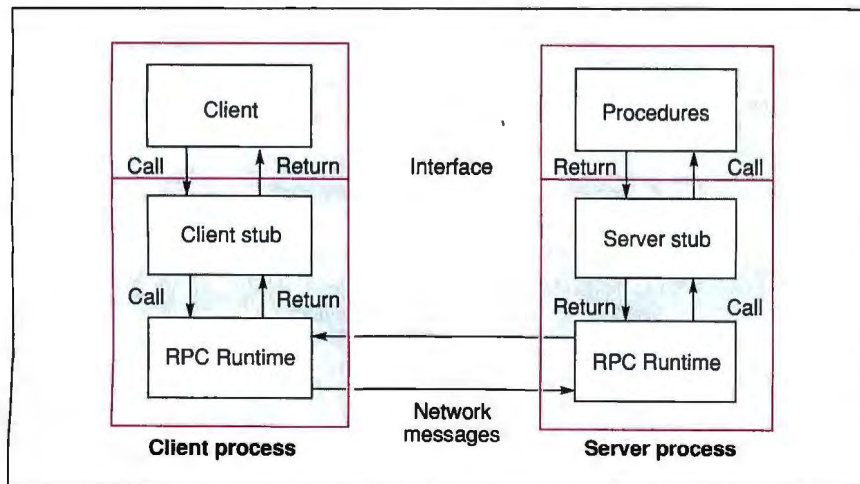 Client
Procedures
Call
Return
Interface
Return
Call
Client stub
Server stub
Call
Return
Return
Call
RPC Runtime
RPC Runtime
Network
messages
Client process
Server process